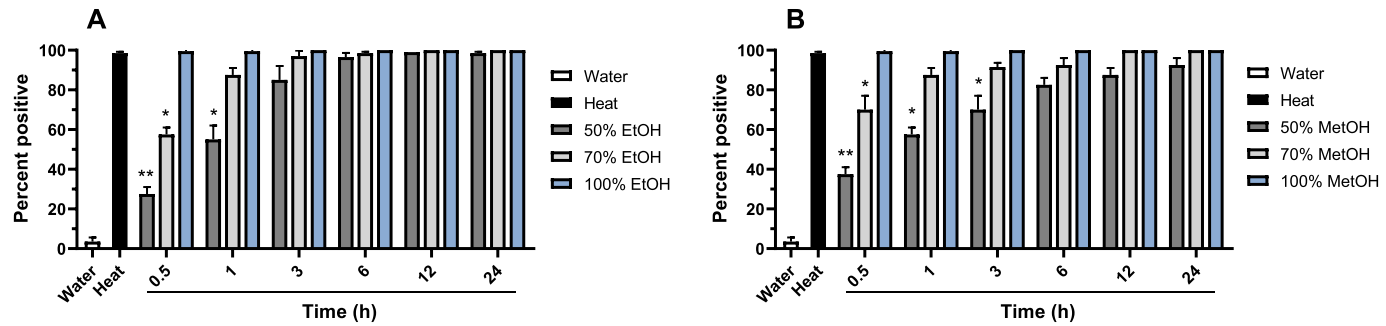 A
Percent positive
100
80
60
40
20
0
**
*
*
Water
Heat
0.5
1
3
6
12
24
Time (h)
Water
Heat
50% EtOH
70% EtOH
100% EtOH
B
Percent positive
100
80
60
40
20
0
**
*
*
*
Water
Heat
0.5
1
3
6
12
24
Time (h)
Water
Heat
50% MetOH
70% MetOH
100% MetOH